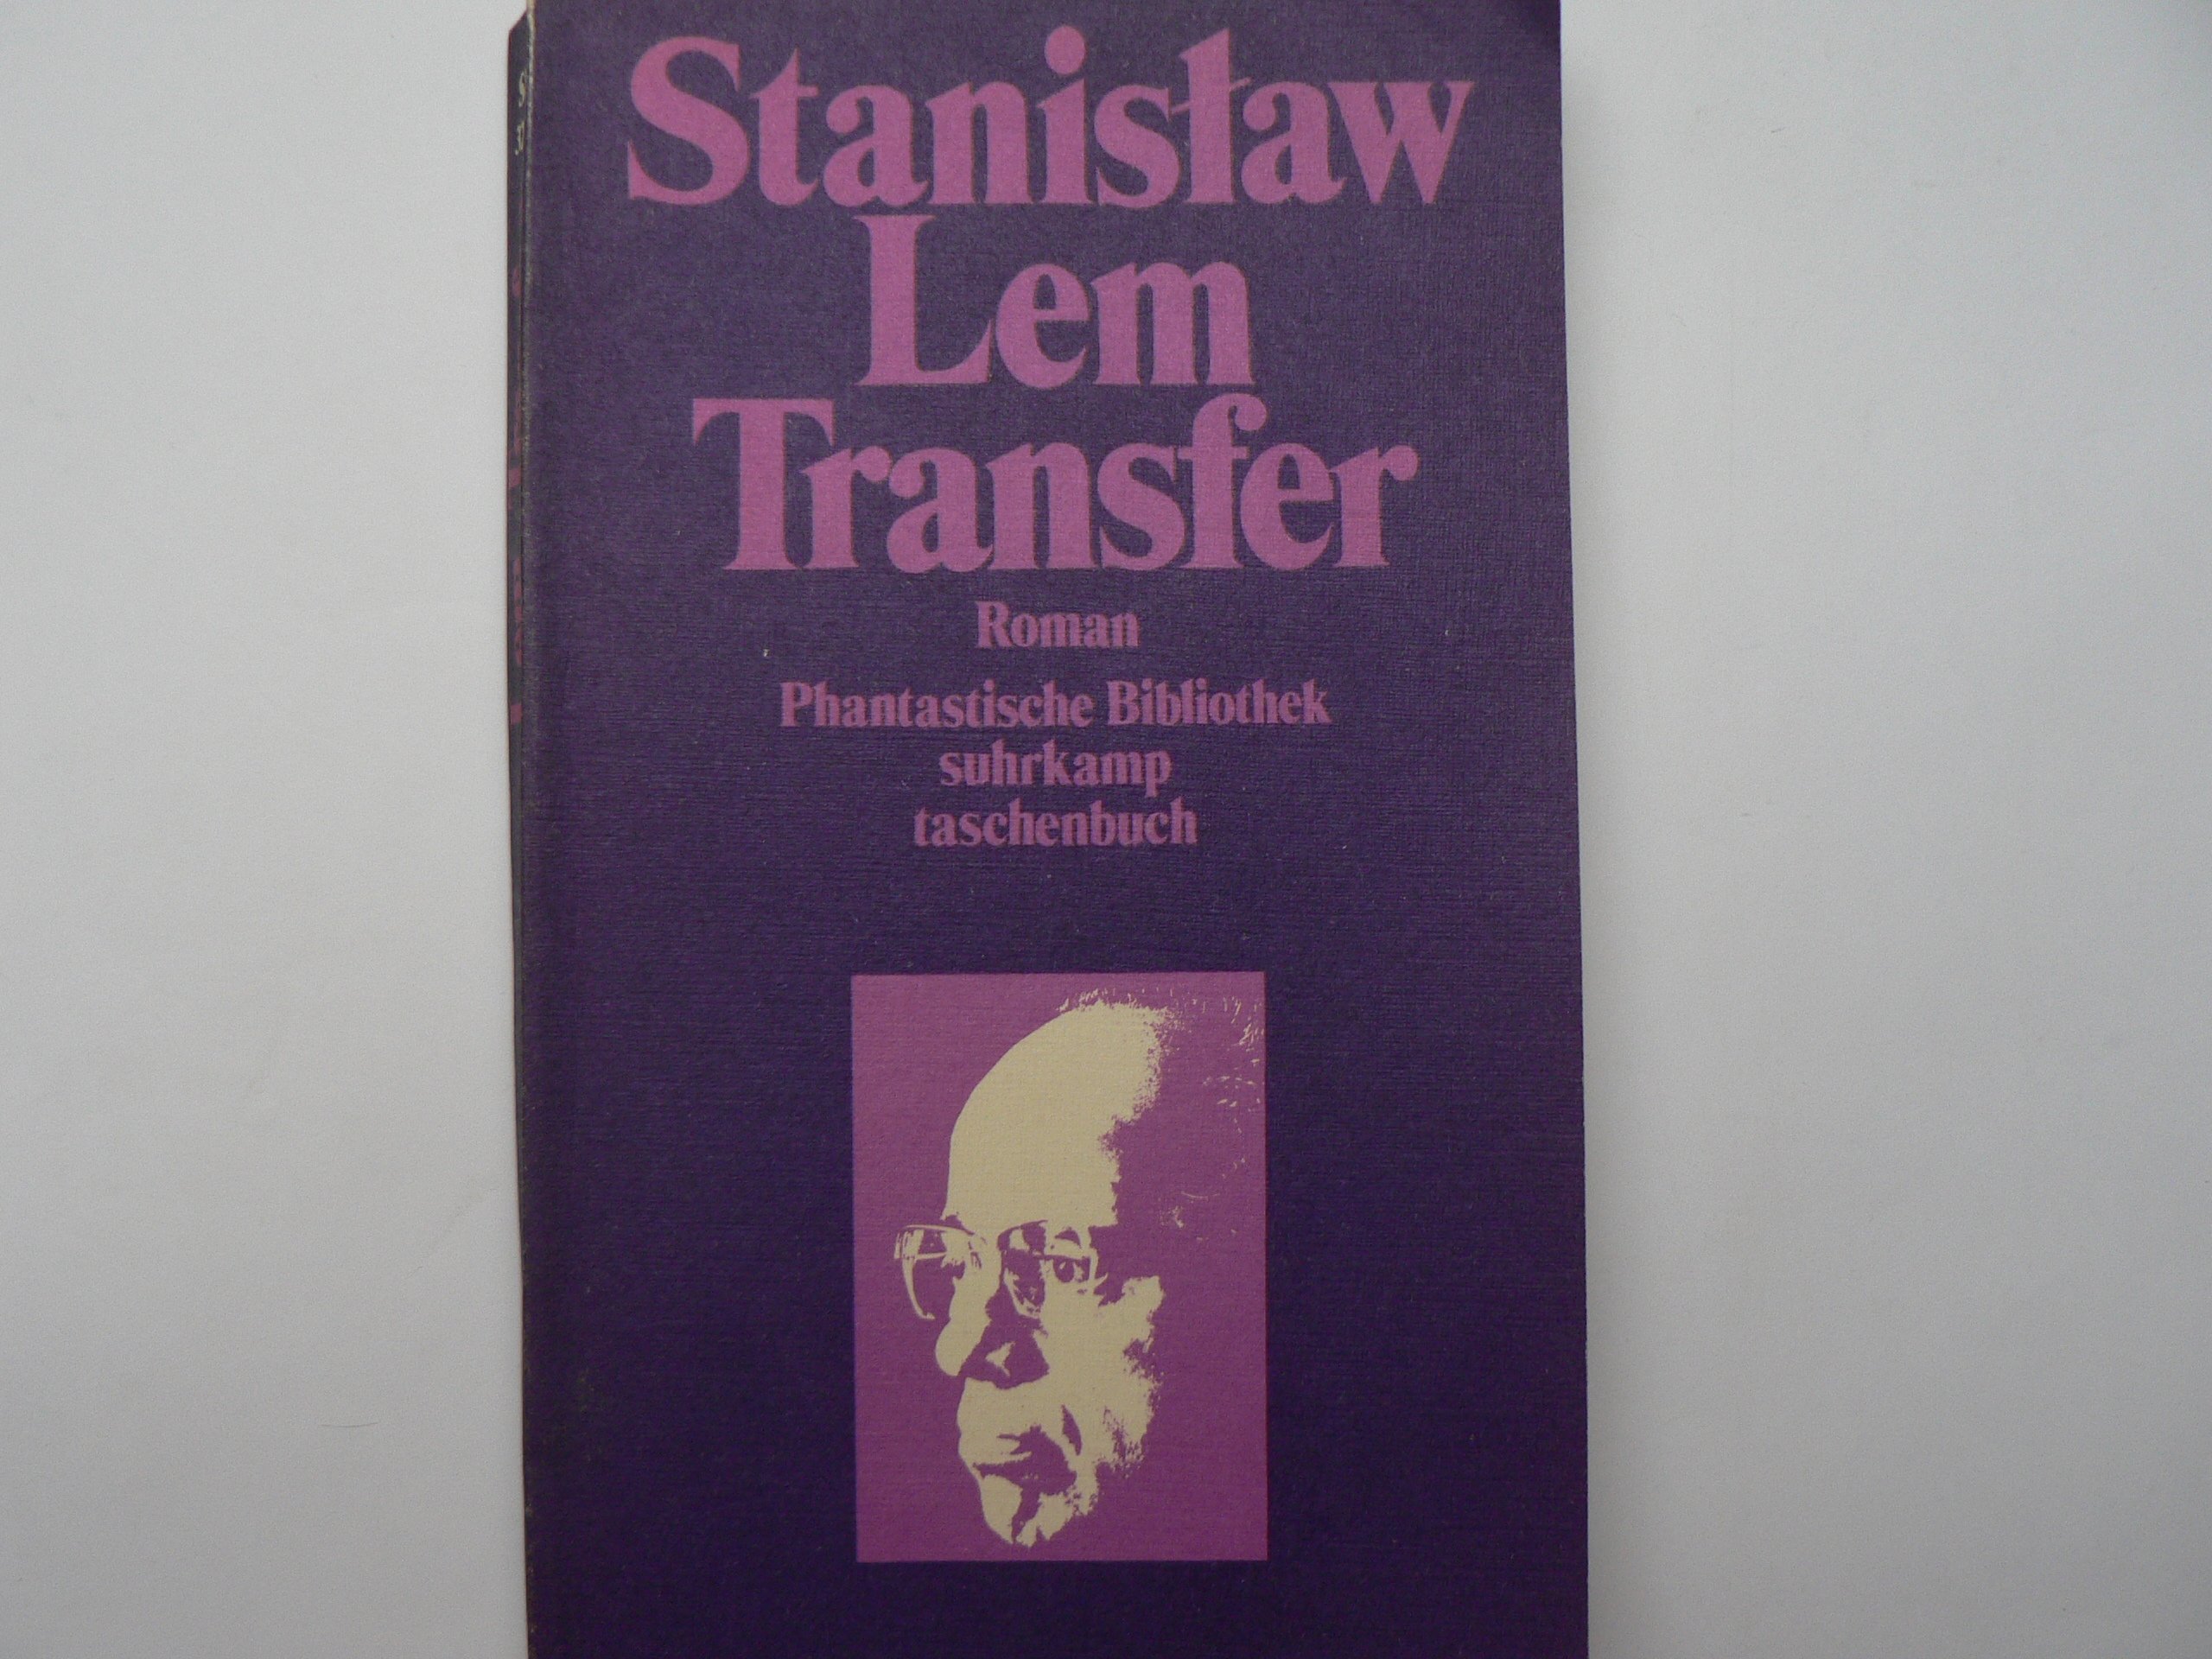 Stanisław
Lem
Transfer
Roman
Phantastische Bibliothek
suhrkamp
taschenbuch